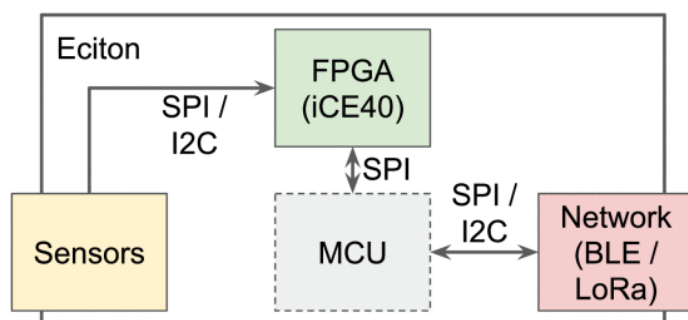 Eciton
FPGA
(iCE40)
SPI /
I2C
SPI
SPI /
I2C
Sensors
MCU
Network
(BLE /
LoRa)